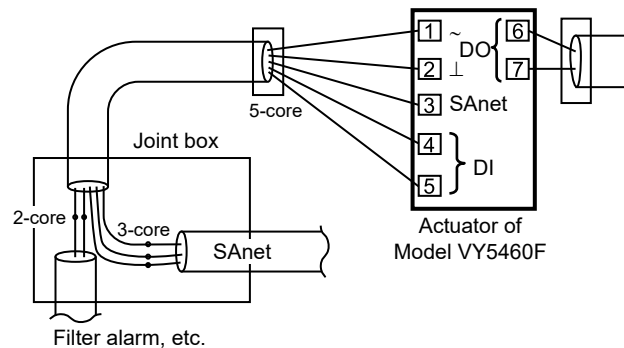 1 ~ DO 6
2 ⊥ 7
3 SAnet
4 DI
5
5-core
Joint box
2-core
3-core
SAnet
Actuator of
Model VY5460F
Filter alarm, etc.